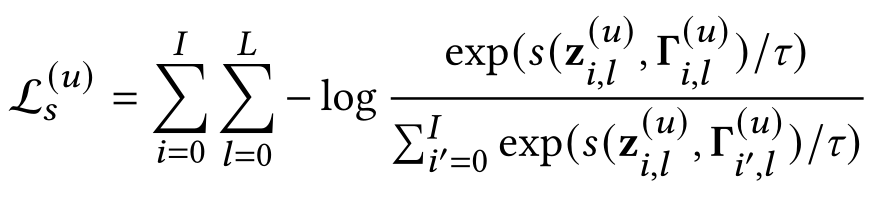 $\mathcal{L}_s^{(u)} = \sum_{i=0}^{I} \sum_{l=0}^{L} - \log \frac{\exp(s(\mathbf{z}_{i,l}^{(u)}, \mathbf{\Gamma}_{i,l}^{(u)})/\tau)}{\sum_{i'=0}^{I} \exp(s(\mathbf{z}_{i,l}^{(u)}, \mathbf{\Gamma}_{i',l}^{(u)})/\tau)}$